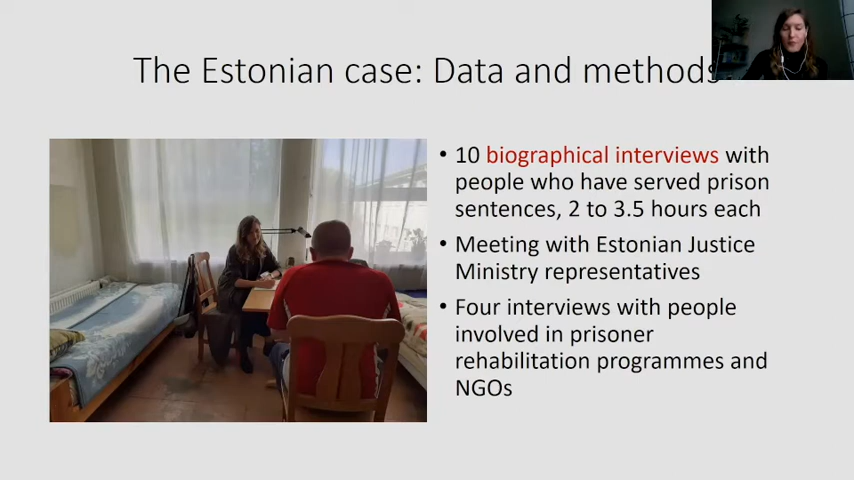 The Estonian case: Data and methods
• 10 biographical interviews with
people who have served prison
sentences, 2 to 3.5 hours each
• Meeting with Estonian Justice
Ministry representatives
• Four interviews with people
involved in prisoner
rehabilitation programmes and
NGOs